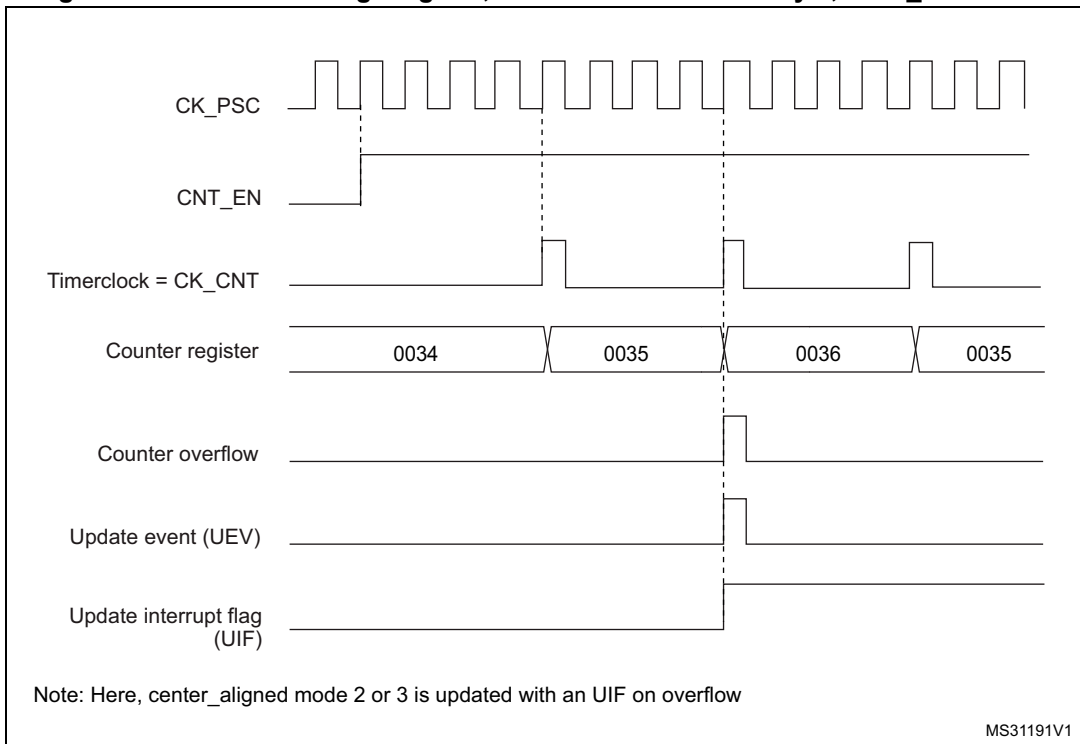 CK_PSC
CNT_EN
Timerclock = CK_CNT
Counter register
0034
0035
0036
0035
Counter overflow
Update event (UEV)
Update interrupt flag
(UIF)
Note: Here, center_aligned mode 2 or 3 is updated with an UIF on overflow
MS31191V1